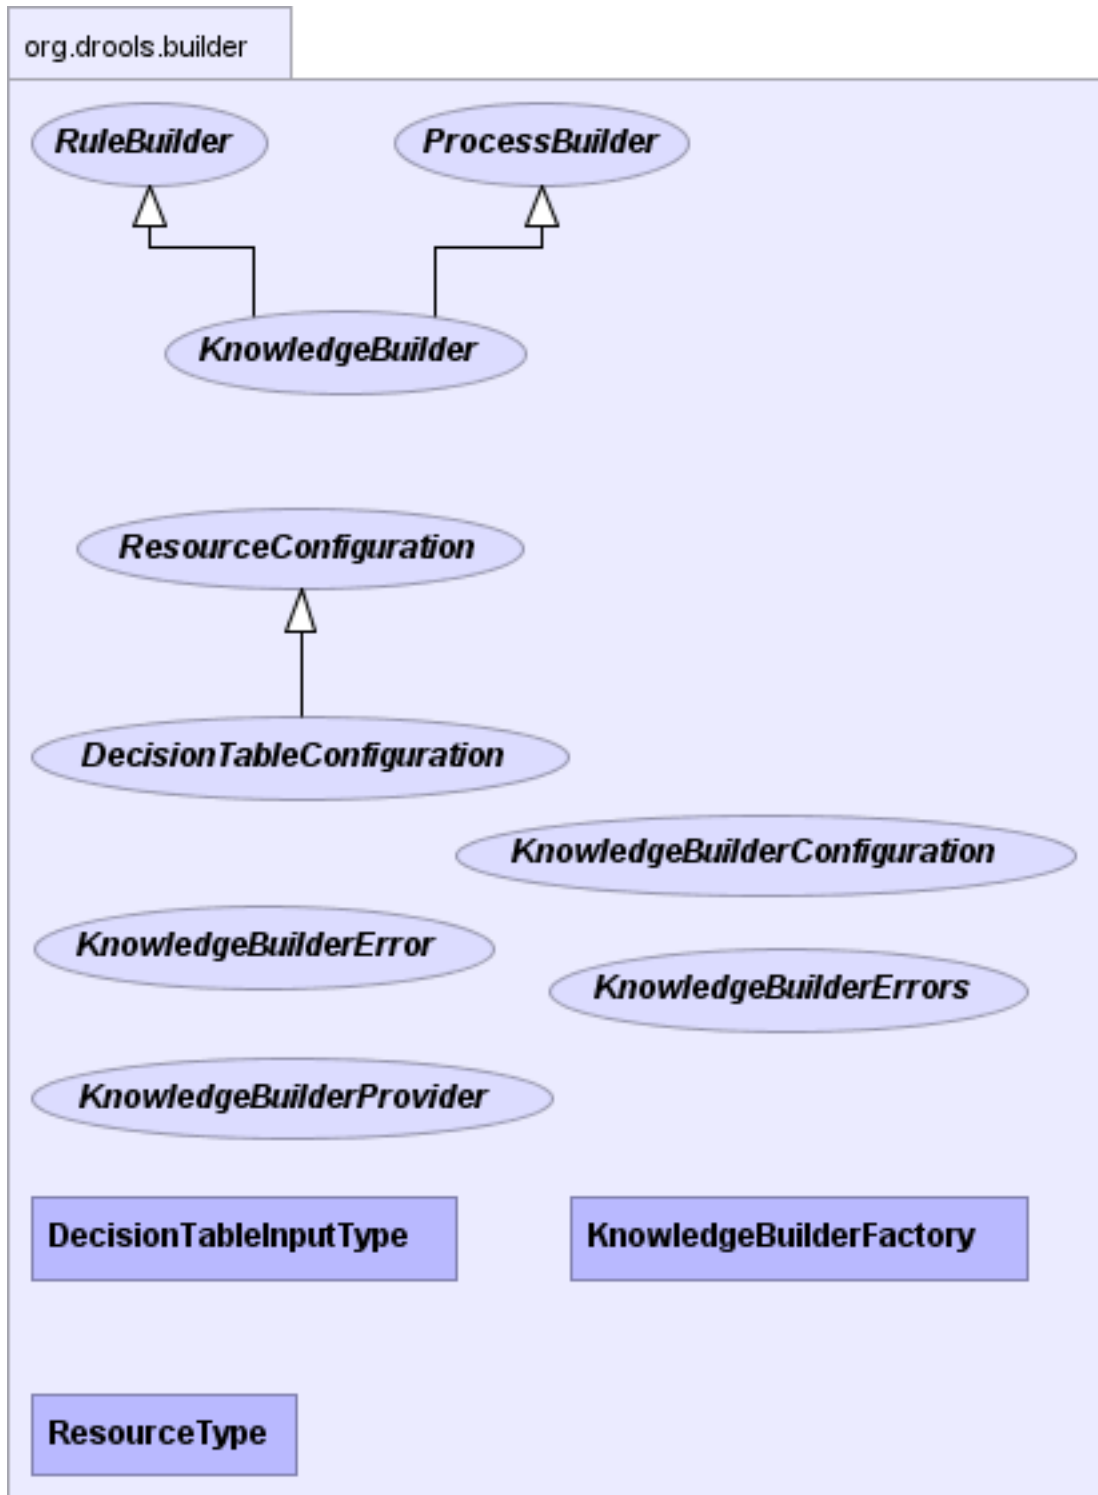 org.drools.builder
RuleBuilder
ProcessBuilder
KnowledgeBuilder
ResourceConfiguration
DecisionTableConfiguration
KnowledgeBuilderConfiguration
KnowledgeBuilderError
KnowledgeBuilderErrors
KnowledgeBuilderProvider
DecisionTableInputType
KnowledgeBuilderFactory
ResourceType